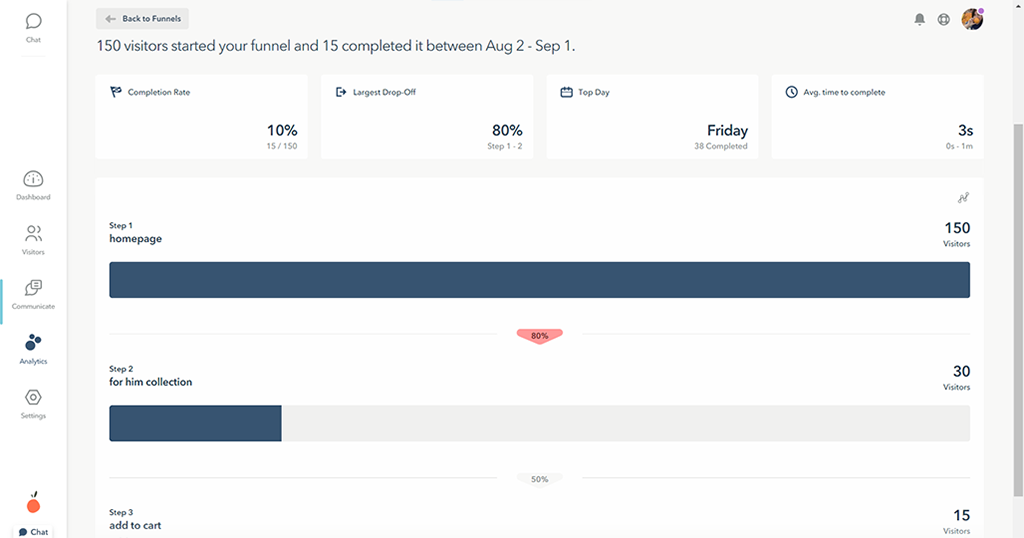 Chat
Back to Funnels
150 visitors started your funnel and 15 completed it between Aug 2 - Sep 1.
Completion Rate
10%
15 / 150
Largest Drop-Off
80%
Step 1 - 2
Top Day
Friday
38 Completed
Avg. time to complete
3s
0s - 1m
Dashboard
Visitors
Communicate
Analytics
Settings
Chat
Step 1
homepage
150
Visitors
80%
Step 2
for him collection
30
Visitors
50%
Step 3
add to cart
15
Visitors